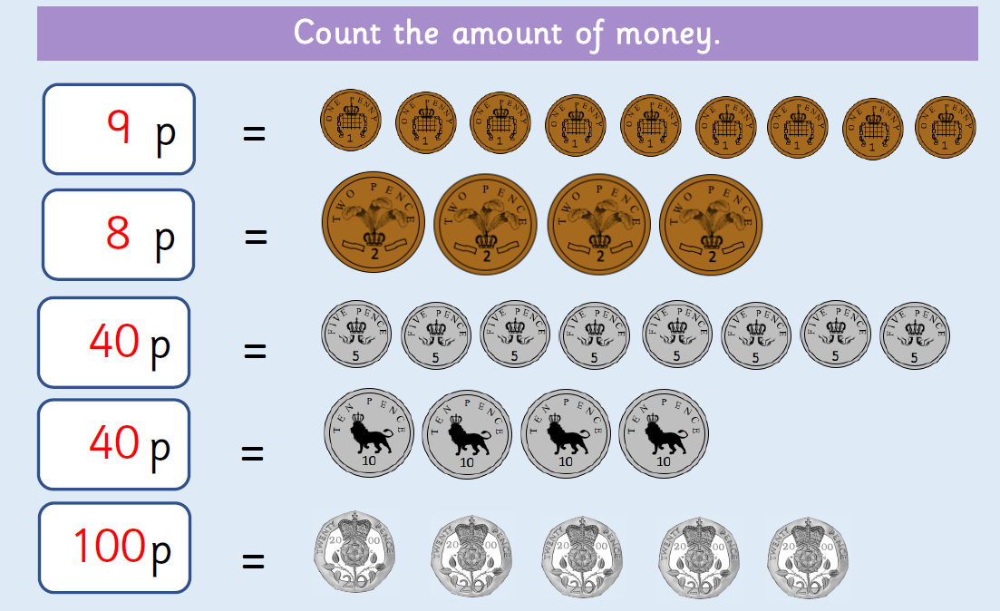 Count the amount of money.
9 p =
ONE PENNY 1 ONE PENNY 1 ONE PENNY 1 ONE PENNY 1 ONE PENNY 1 ONE PENNY 1 ONE PENNY 1 ONE PENNY 1 ONE PENNY 1
8 p =
TWO PENCE 2 TWO PENCE 2 TWO PENCE 2 TWO PENCE 2
40 p =
FIVE PENCE 5 FIVE PENCE 5 FIVE PENCE 5 FIVE PENCE 5 FIVE PENCE 5 FIVE PENCE 5 FIVE PENCE 5 FIVE PENCE 5
40 p =
TEN PENCE 10 TEN PENCE 10 TEN PENCE 10 TEN PENCE 10
100 p =
TWENTY PENCE 2000 20 TWENTY PENCE 2000 20 TWENTY PENCE 2000 20 TWENTY PENCE 2000 20 TWENTY PENCE 2000 20